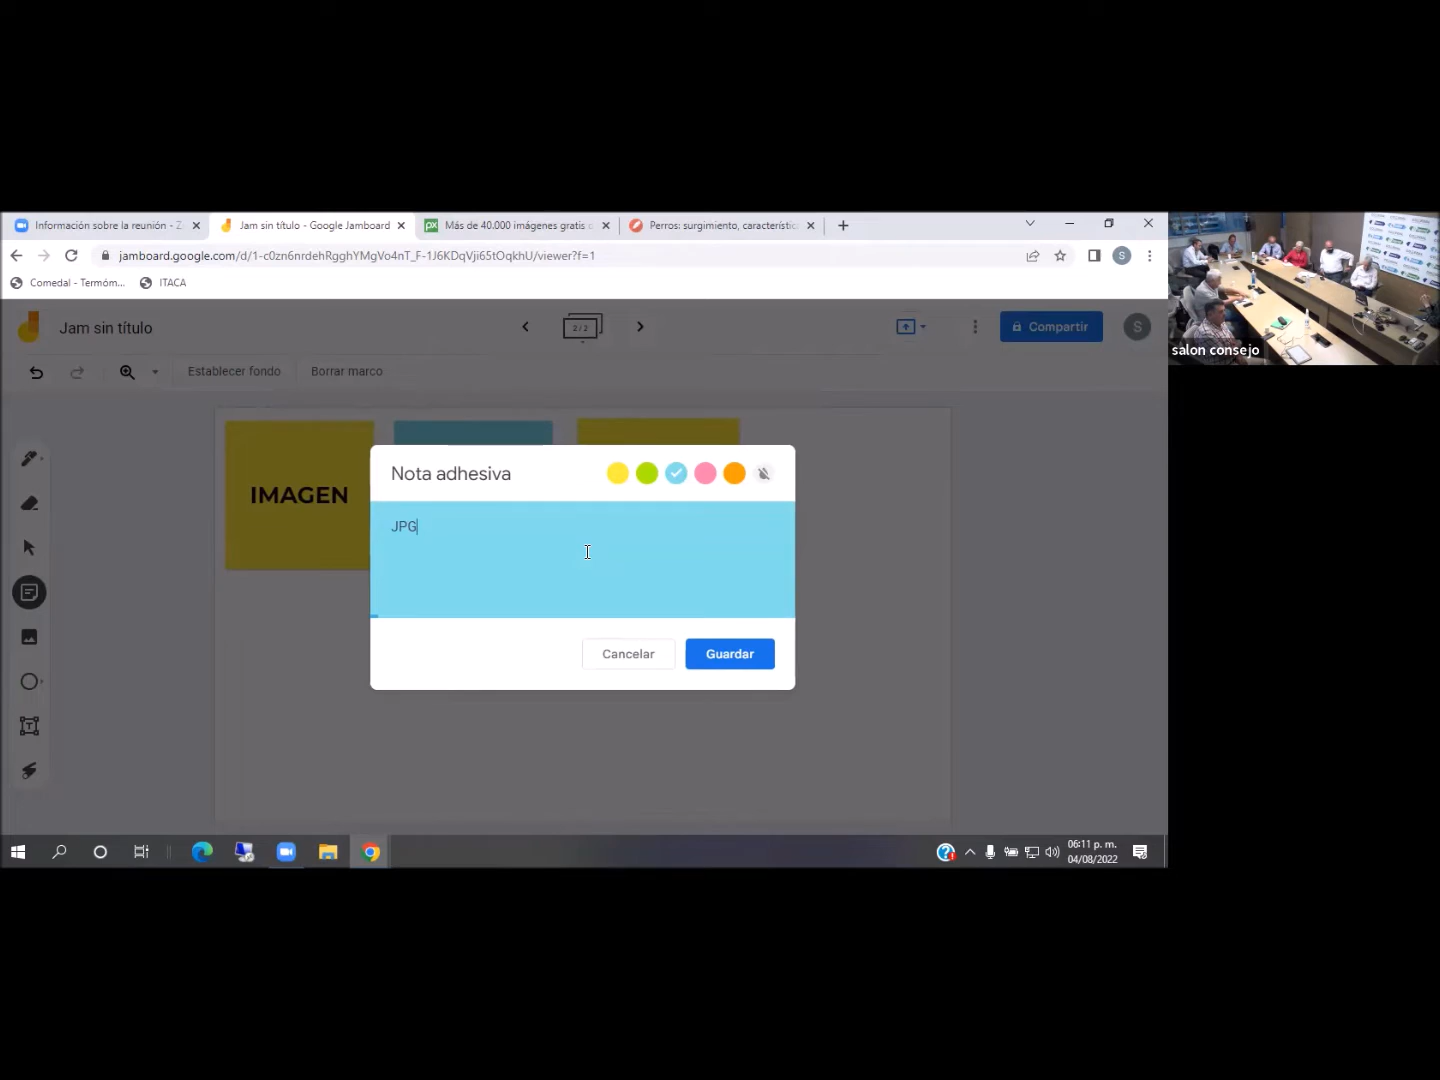 Información sobre la reunión - Z
Jam sin título - Google Jamboard
px
Más de 40.000 imágenes gratis o
Perros: surgimiento, característic
jamboard.google.com/d/1-c0zn6nrdehRgghYMgVo4nT_F-1J6KDqVji65tOqkhU/viewer?f=1
S
Comedal - Termóm...
ITACA
Jam sin título
2/2
Compartir
S
Establecer fondo
Borrar marco
salon consejo
IMAGEN
Nota adhesiva
JPG
Cancelar
Guardar
06:11 p. m.
04/08/2022